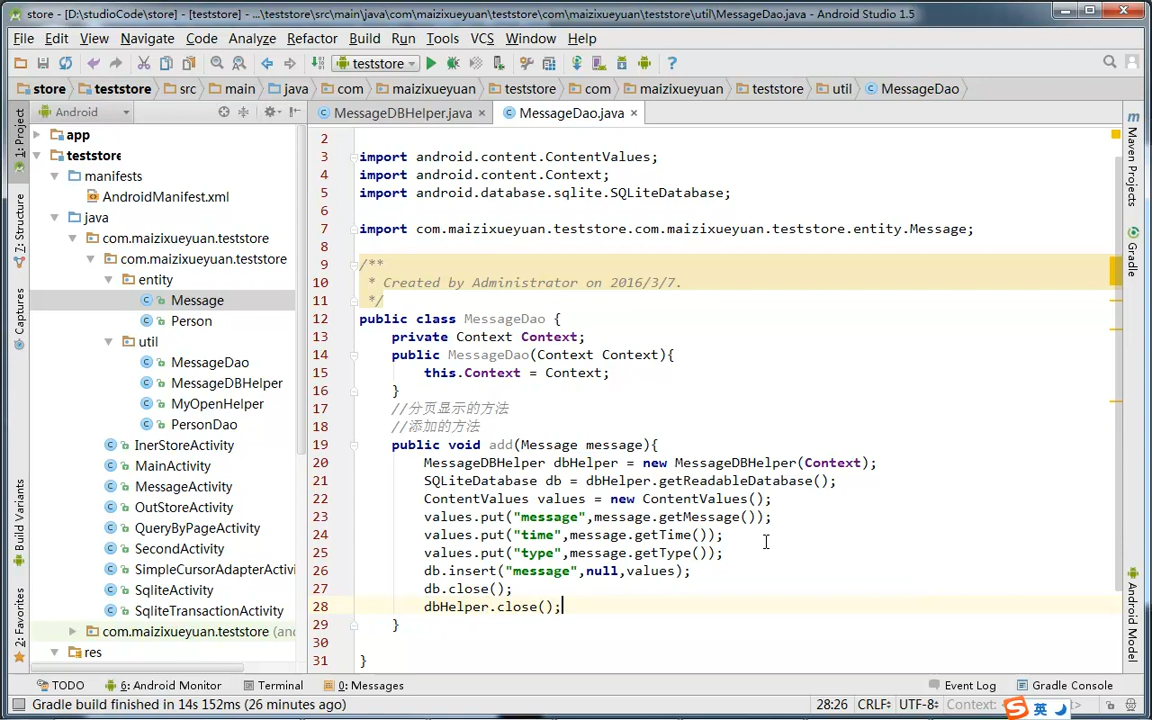 store - [D:\studioCode\store] - [teststore] - ...\teststore\src\main\java\com\maizixueyuan\teststore\com\maizixueyuan\teststore\util\MessageDao.java - Android Studio 1.5
File Edit View Navigate Code Analyze Refactor Build Run Tools VCS Window Help
teststore
store teststore src main java com maizixueyuan teststore com maizixueyuan teststore util MessageDao
Android
MessageDBHelper.java
MessageDao.java
1: Project
7: Structure
Captures
Build Variants
2: Favorites
app
teststore
manifests
AndroidManifest.xml
java
com.maizixueyuan.teststore
com.maizixueyuan.teststore
entity
Message
Person
util
MessageDao
MessageDBHelper
MyOpenHelper
PersonDao
InerStoreActivity
MainActivity
MessageActivity
OutStoreActivity
QueryByPageActivity
SecondActivity
SimpleCursorAdapterActivi
SqliteActivity
SqliteTransactionActivity
com.maizixueyuan.teststore (an
res
2
3 import android.content.ContentValues;
4 import android.content.Context;
5 import android.database.sqlite.SQLiteDatabase;
6
7 import com.maizixueyuan.teststore.com.maizixueyuan.teststore.entity.Message;
8
9 /**
10 * Created by Administrator on 2016/3/7.
11 */
12 public class MessageDao {
13 private Context Context;
14 public MessageDao(Context Context){
15 this.Context = Context;
16 }
17 //分页显示的方法
18 //添加的方法
19 public void add(Message message){
20 MessageDBHelper dbHelper = new MessageDBHelper(Context);
21 SQLiteDatabase db = dbHelper.getReadableDatabase();
22 ContentValues values = new ContentValues();
23 values.put("message",message.getMessage());
24 values.put("time",message.getTime());
25 values.put("type",message.getType());
26 db.insert("message",null,values);
27 db.close();
28 dbHelper.close();
29 }
30
31 }
Maven Projects
Gradle
Android Model
TODO 6: Android Monitor Terminal 0: Messages Event Log Gradle Console
Gradle build finished in 14s 152ms (26 minutes ago) 28:26 CRLF UTF-8 Context: 英